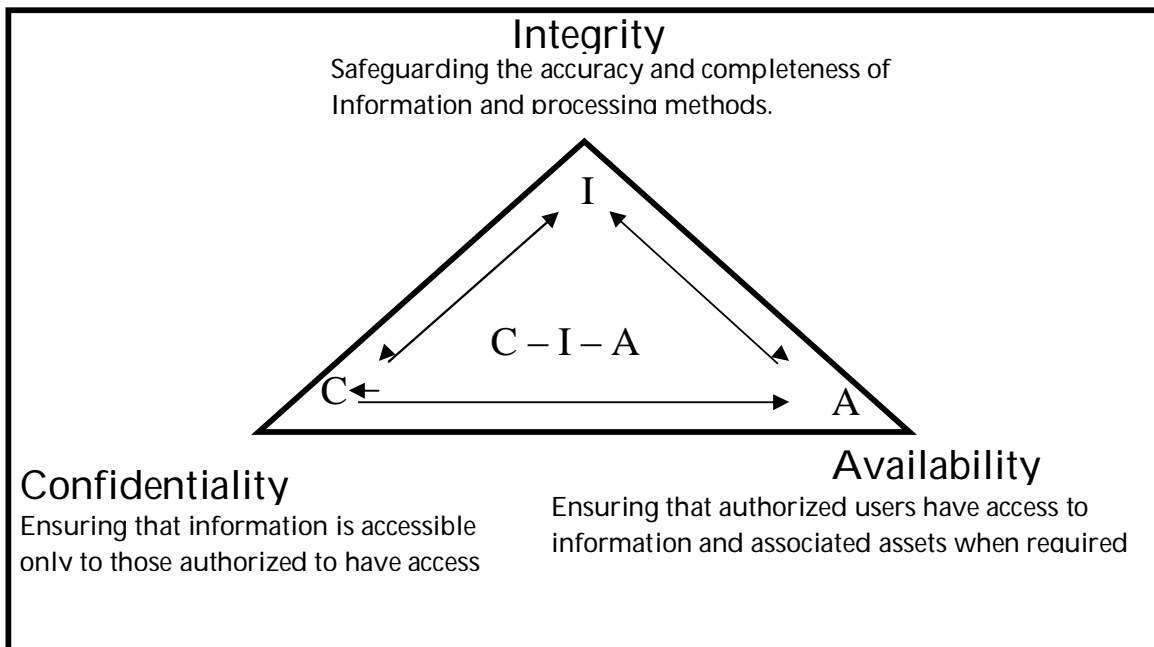 Integrity
Safeguarding the accuracy and completeness of
Information and processing methods.
I
C – I – A
C
A
Confidentiality
Ensuring that information is accessible
only to those authorized to have access
Availability
Ensuring that authorized users have access to
information and associated assets when required